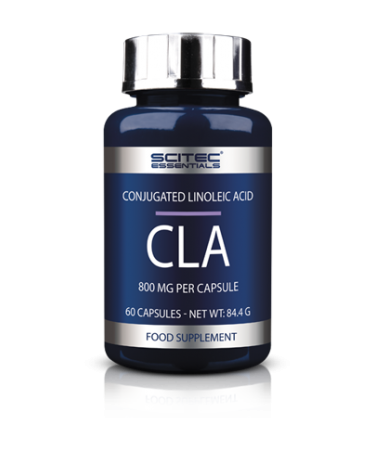 SCITEC
ESSENTIALS
CONJUGATED LINOLEIC ACID
CLA
800 MG PER CAPSULE
60 CAPSULES - NET WT: 84.4 G
FOOD SUPPLEMENT